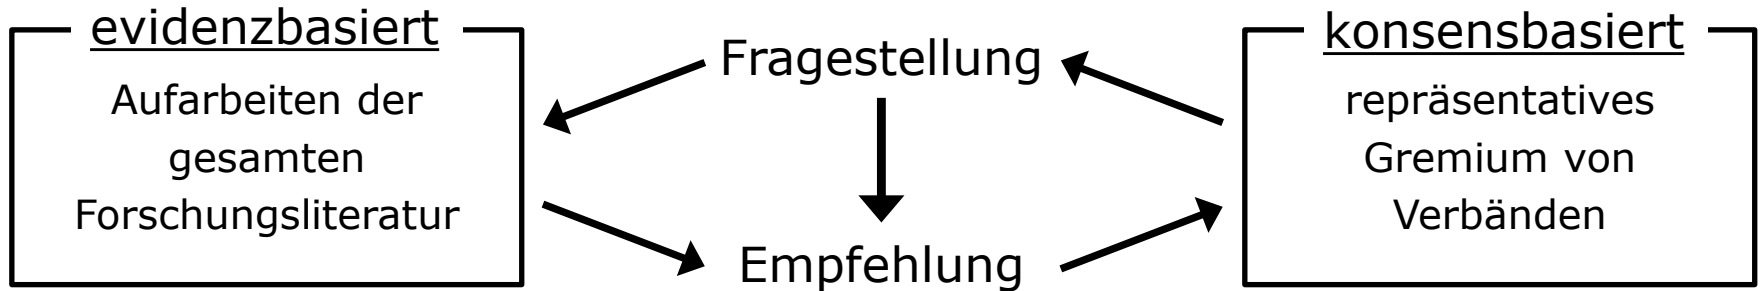 evidenzbasiert
Aufarbeiten der
gesamten
Forschungsliteratur
Fragestellung
Empfehlung
konsensbasiert
repräsentatives
Gremium von
Verbänden